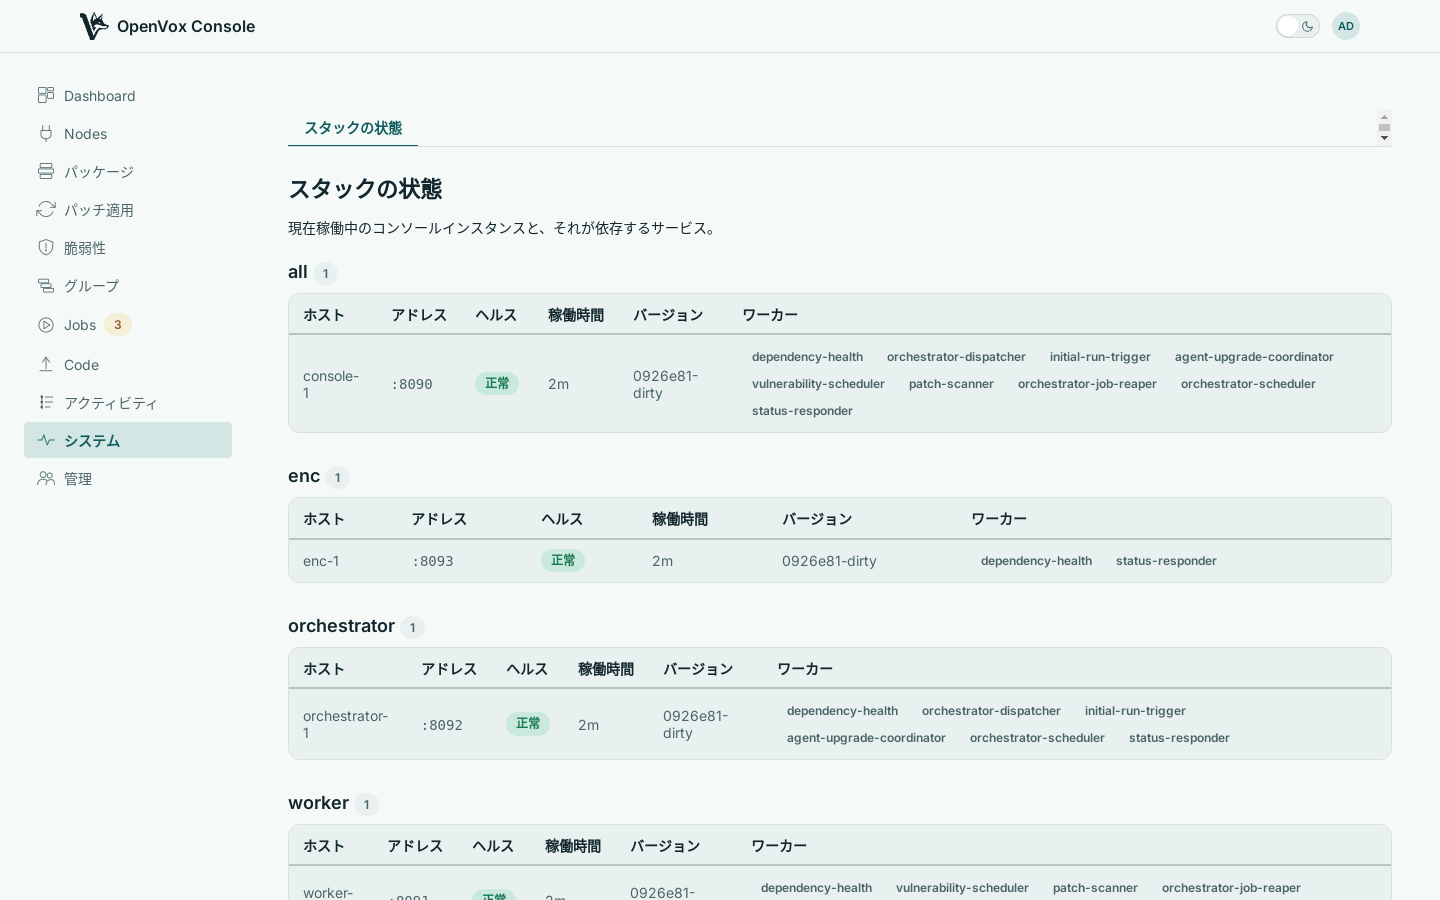 OpenVox Console
AD
Dashboard
Nodes
パッケージ
パッチ適用
脆弱性
グループ
Jobs 3
Code
アクティビティ
システム
管理
スタックの状態
スタックの状態
現在稼働中のコンソールインスタンスと、それが依存するサービス。
all 1
ホスト アドレス ヘルス 稼働時間 バージョン ワーカー
console-1 :8090 正常 2m 0926e81-dirty
dependency-health orchestrator-dispatcher initial-run-trigger agent-upgrade-coordinator
vulnerability-scheduler patch-scanner orchestrator-job-reaper orchestrator-scheduler
status-responder
enc 1
ホスト アドレス ヘルス 稼働時間 バージョン ワーカー
enc-1 :8093 正常 2m 0926e81-dirty dependency-health status-responder
orchestrator 1
ホスト アドレス ヘルス 稼働時間 バージョン ワーカー
orchestrator-1 :8092 正常 2m 0926e81-dirty
dependency-health orchestrator-dispatcher initial-run-trigger
agent-upgrade-coordinator orchestrator-scheduler status-responder
worker 1
ホスト アドレス ヘルス 稼働時間 バージョン ワーカー
worker- :8091 正常 2m 0926e81-
dependency-health vulnerability-scheduler patch-scanner orchestrator-job-reaper